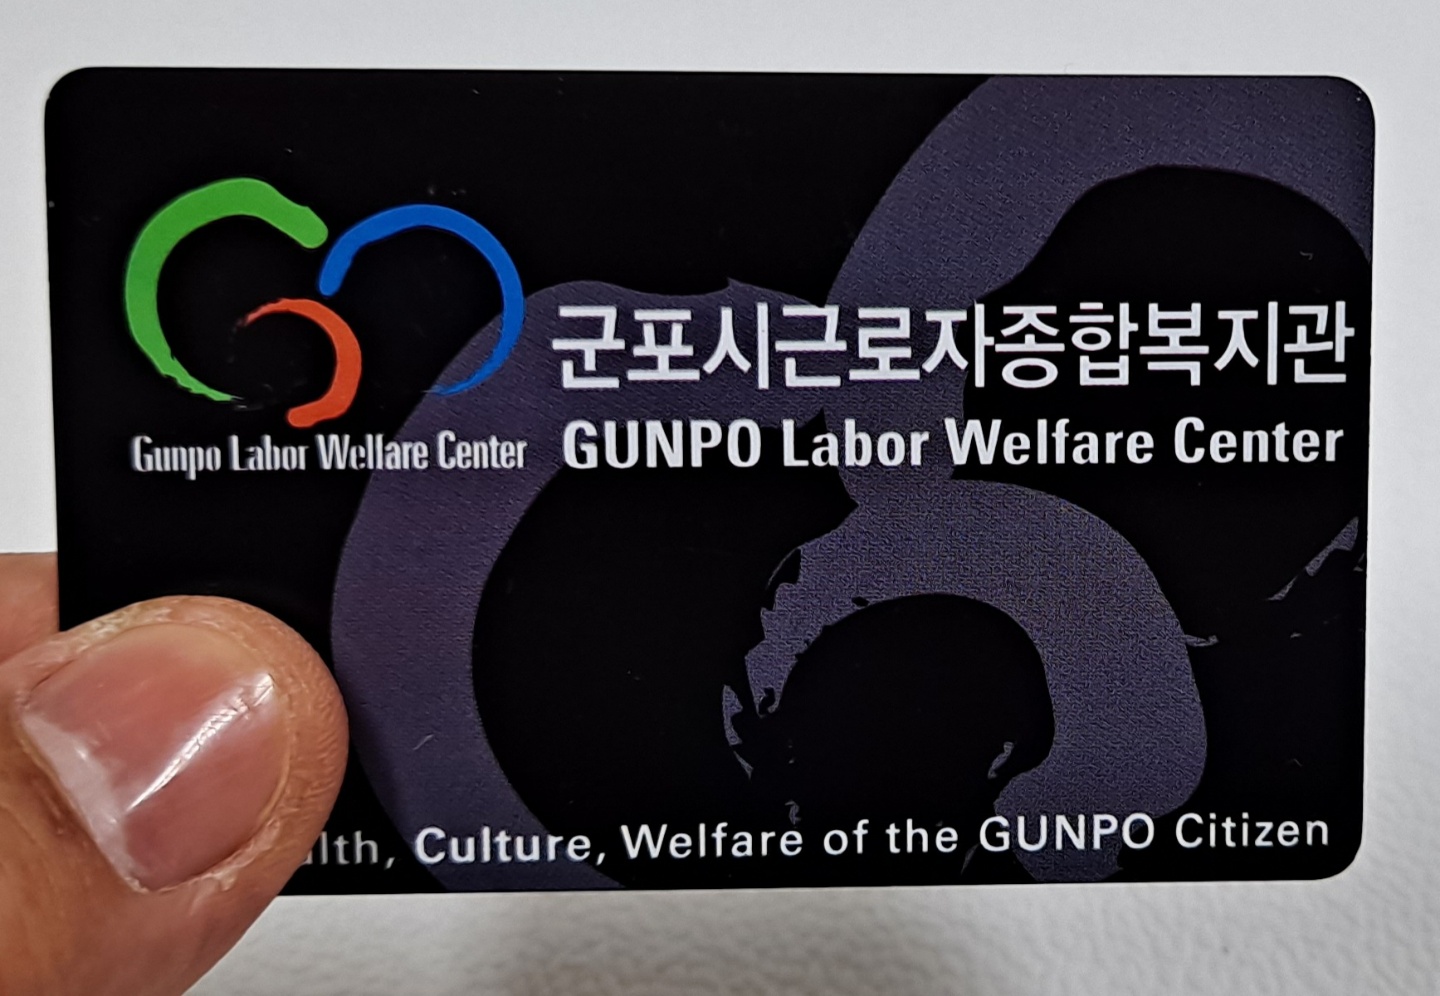 군포시근로자종합복지관
Gunpo Labor Welfare Center
GUNPO Labor Welfare Center
Culture, Welfare of the GUNPO Citizen